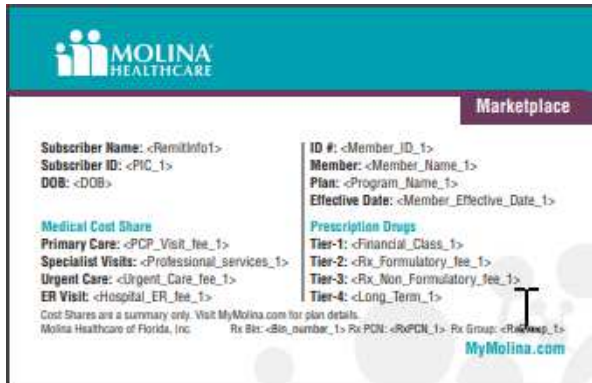 MOLINA
HEALTHCARE
Marketplace
Subscriber Name: <RemitInfo1>
Subscriber ID: <PIC_1>
DOB: <DOB>
ID #: <Member_ID_1>
Member: <Member_Name_1>
Plan: <Program_Name_1>
Effective Date: <Member_Effective_Date_1>
Medical Cost Share
Primary Care: <PCP_Visit_fee_1>
Specialist Visits: <Professional_services_1>
Urgent Care: <Urgent_Care_fee_1>
ER Visit: <Hospital_ER_fee_1>
Prescription Drugs
Tier-1: <Financial_Class_1>
Tier-2: <Rx_Formulatory_fee_1>
Tier-3: <Rx_Non_Formulatory_fee_1>
Tier-4: <Long_Term_1>
Cost Shares are a summary only. Visit MyMolina.com for plan details.
Molina Healthcare of Florida, Inc. Rx Bin: <Bin_number_1> Rx PCN: <RxPCN_1> Rx Group:
MyMolina.com